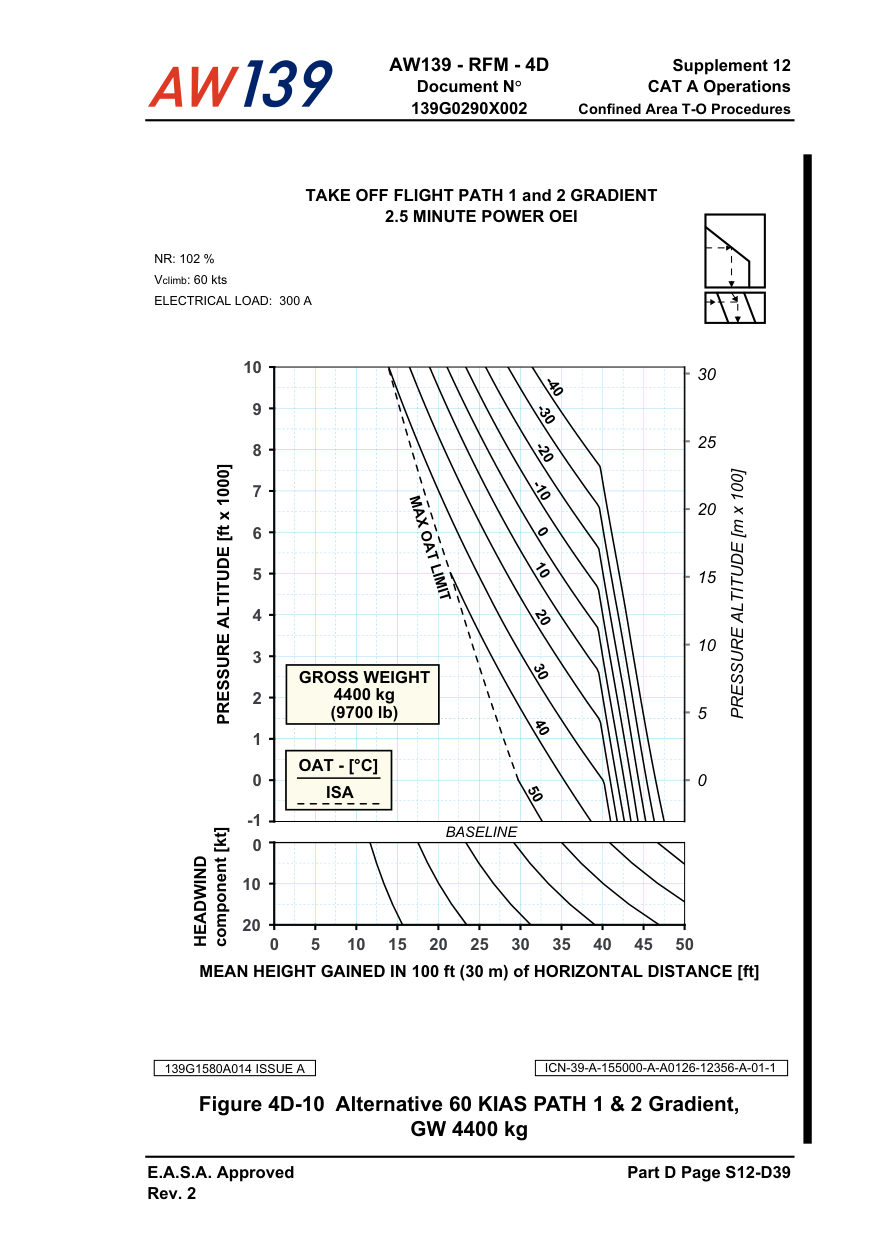 AW139
AW139 - RFM - 4D
Document N°
139G0290X002
Supplement 12
CAT A Operations
Confined Area T-O Procedures
TAKE OFF FLIGHT PATH 1 and 2 GRADIENT
2.5 MINUTE POWER OEI
NR: 102 %
Vclimb: 60 kts
ELECTRICAL LOAD: 300 A
PRESSURE ALTITUDE [ft x 1000]
10
9
8
7
6
5
4
3
2
1
0
-1
-40
-30
-20
-10
0
10
20
30
40
50
MAX OAT LIMIT
GROSS WEIGHT
4400 kg
(9700 lb)
OAT - [°C]
ISA
30
25
20
15
10
5
0
PRESSURE ALTITUDE [m x 100]
BASELINE
HEADWIND
component [kt]
0
10
20
0 5 10 15 20 25 30 35 40 45 50
MEAN HEIGHT GAINED IN 100 ft (30 m) of HORIZONTAL DISTANCE [ft]
139G1580A014 ISSUE A
ICN-39-A-155000-A-A0126-12356-A-01-1
Figure 4D-10 Alternative 60 KIAS PATH 1 & 2 Gradient,
GW 4400 kg
E.A.S.A. Approved
Rev. 2
Part D Page S12-D39